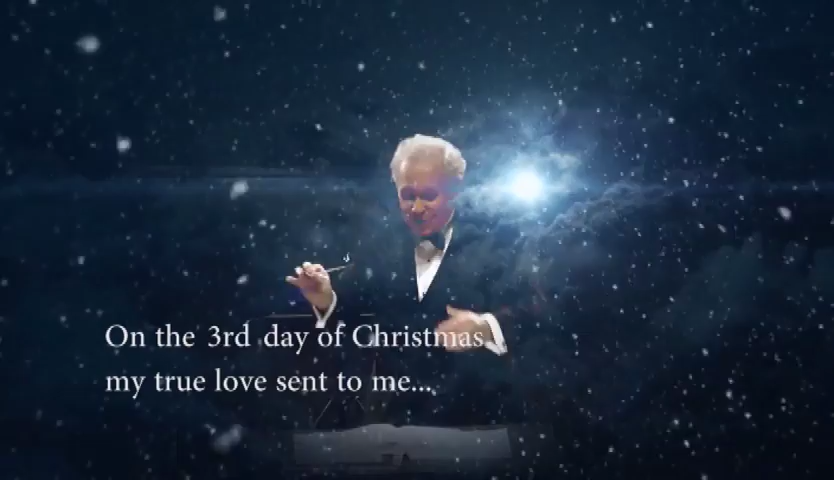 On the 3rd day of Christmas
my true love sent to me...